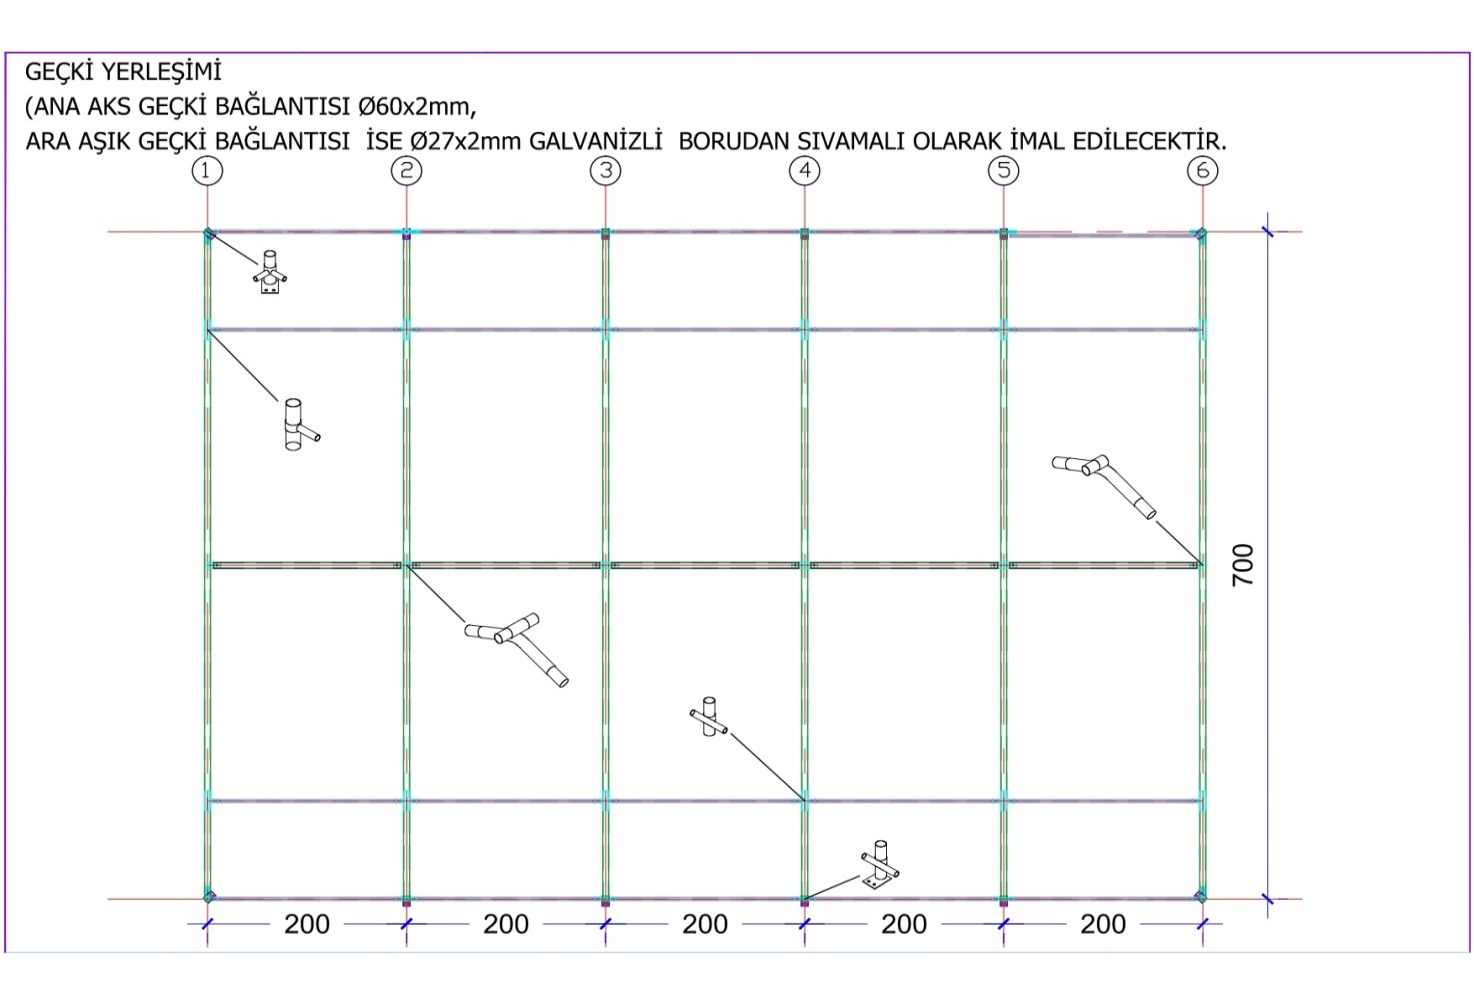 GEÇKİ YERLEŞİMİ
(ANA AKS GEÇKİ BAĞLANTISI Ø60x2mm,
ARA AŞIK GEÇKİ BAĞLANTISI İSE Ø27x2mm GALVANİZLİ BORUDAN SIVAMALI OLARAK İMAL EDİLECEKTİR.
1 2 3 4 5 6
700
200 200 200 200 200